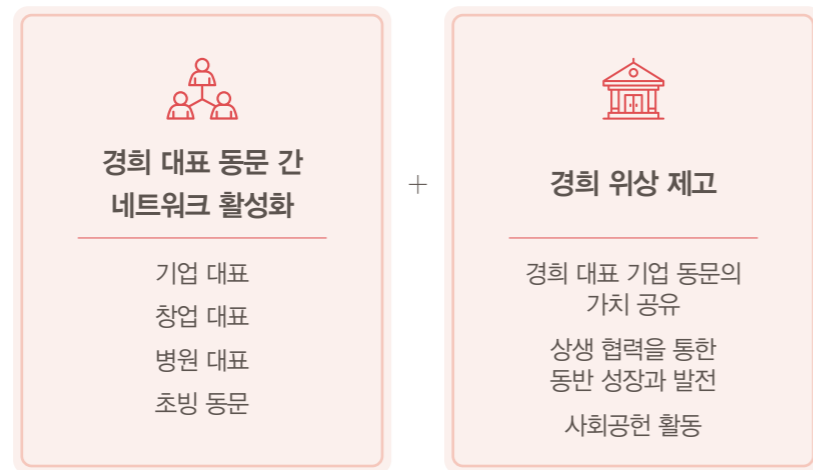 경희 대표 동문 간
네트워크 활성화
기업 대표
창업 대표
병원 대표
초빙 동문
+
경희 위상 제고
경희 대표 기업 동문의
가치 공유
상생 협력을 통한
동반 성장과 발전
사회공헌 활동